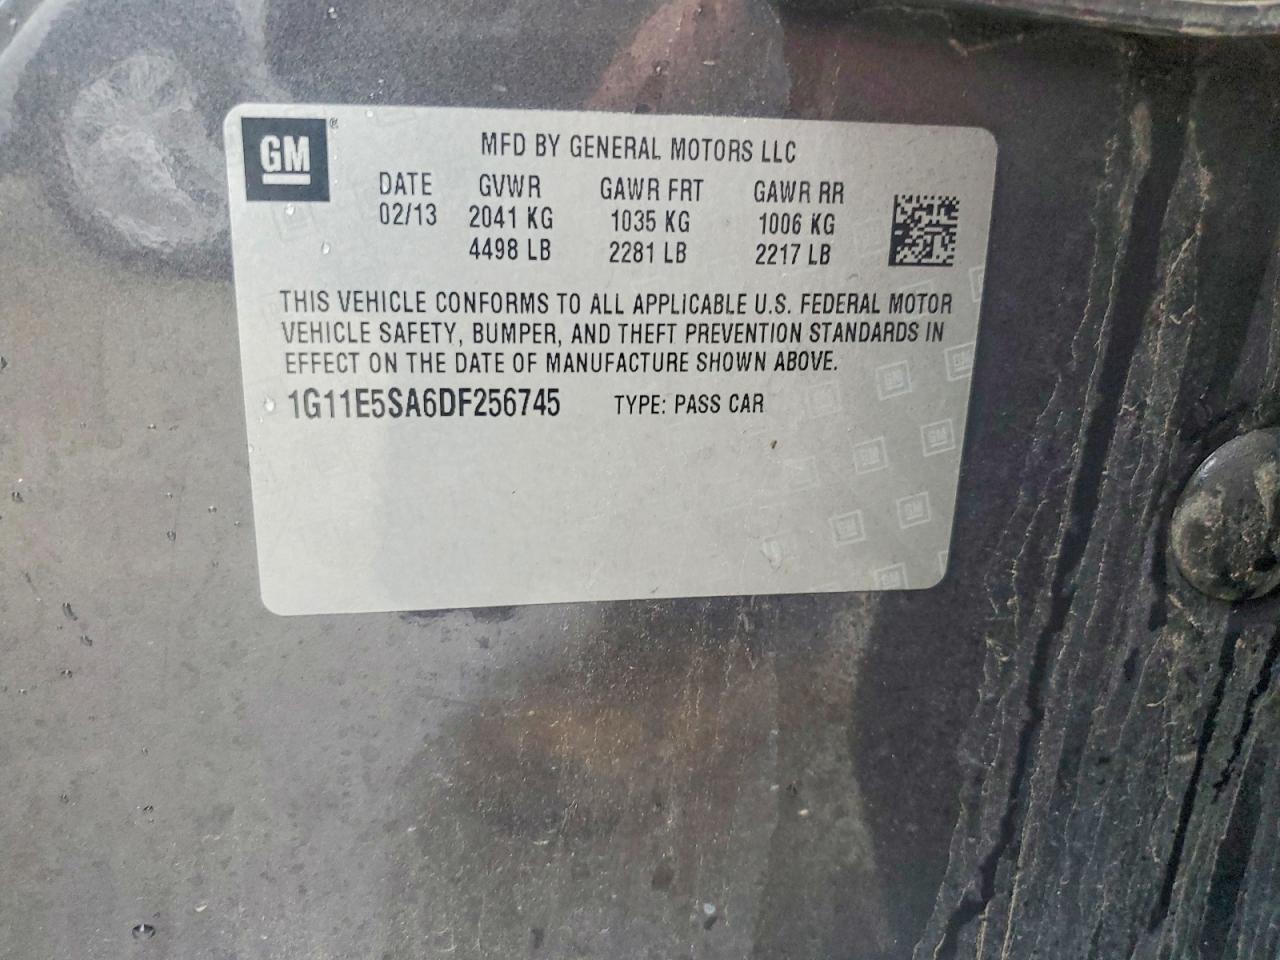 GM®
MFD BY GENERAL MOTORS LLC
DATE GVWR GAWR FRT GAWR RR
02/13 2041 KG 1035 KG 1006 KG
4498 LB 2281 LB 2217 LB
THIS VEHICLE CONFORMS TO ALL APPLICABLE U.S. FEDERAL MOTOR
VEHICLE SAFETY, BUMPER, AND THEFT PREVENTION STANDARDS IN
EFFECT ON THE DATE OF MANUFACTURE SHOWN ABOVE.
1G11E5SA6DF256745 TYPE: PASS CAR